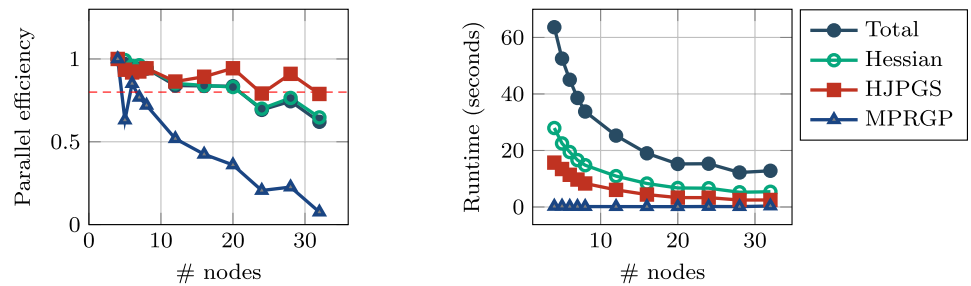 Parallel efficiency
1
0.5
0
0 10 20 30
# nodes
Runtime (seconds)
60
40
20
0
10 20 30
# nodes
Total
Hessian
HJPGS
MPRGP